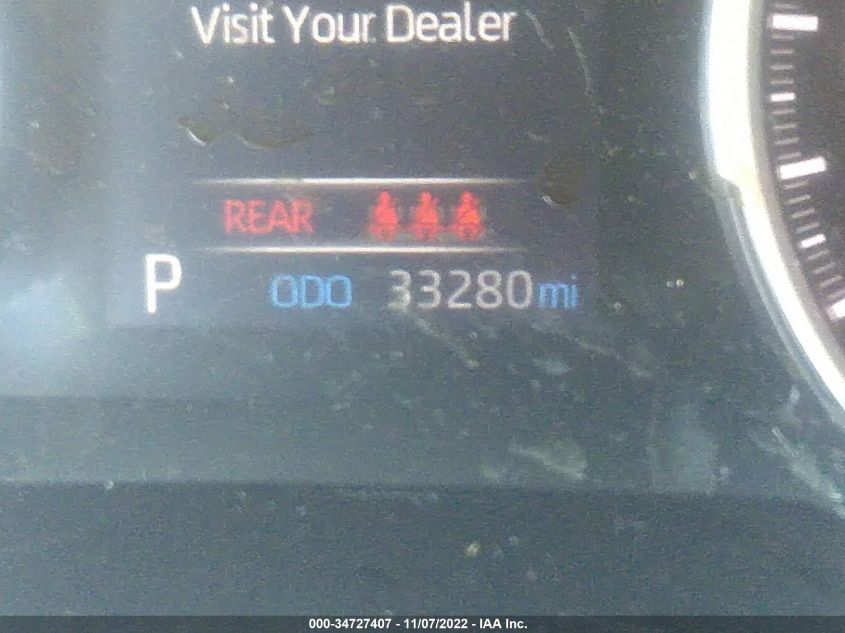 Visit Your Dealer
REAR
P ODO 33280 mi
000-34727407 - 11/07/2022 - IAA Inc.